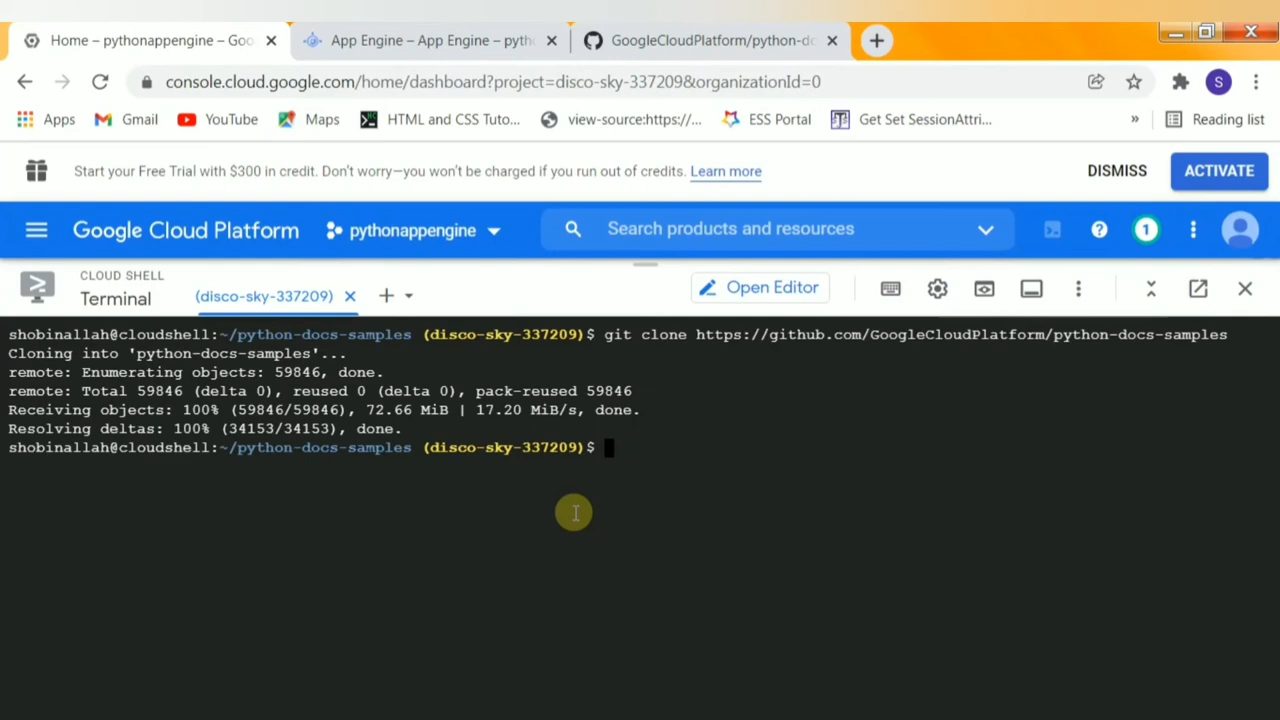 Home – pythonappengine – Goo
App Engine – App Engine – pyth
GoogleCloudPlatform/python-do
console.cloud.google.com/home/dashboard?project=disco-sky-337209&organizationId=0
S
Apps
Gmail
YouTube
Maps
HTML and CSS Tuto...
view-source:https://...
ESS Portal
Get Set SessionAttri...
»
Reading list
Start your Free Trial with $300 in credit. Don't worry—you won't be charged if you run out of credits. Learn more
DISMISS
ACTIVATE
Google Cloud Platform
pythonappengine
Search products and resources
1
CLOUD SHELL
Terminal
(disco-sky-337209)
Open Editor
shobinallah@cloudshell:~/python-docs-samples (disco-sky-337209)$ git clone https://github.com/GoogleCloudPlatform/python-docs-samples
Cloning into 'python-docs-samples'...
remote: Enumerating objects: 59846, done.
remote: Total 59846 (delta 0), reused 0 (delta 0), pack-reused 59846
Receiving objects: 100% (59846/59846), 72.66 MiB | 17.20 MiB/s, done.
Resolving deltas: 100% (34153/34153), done.
shobinallah@cloudshell:~/python-docs-samples (disco-sky-337209)$